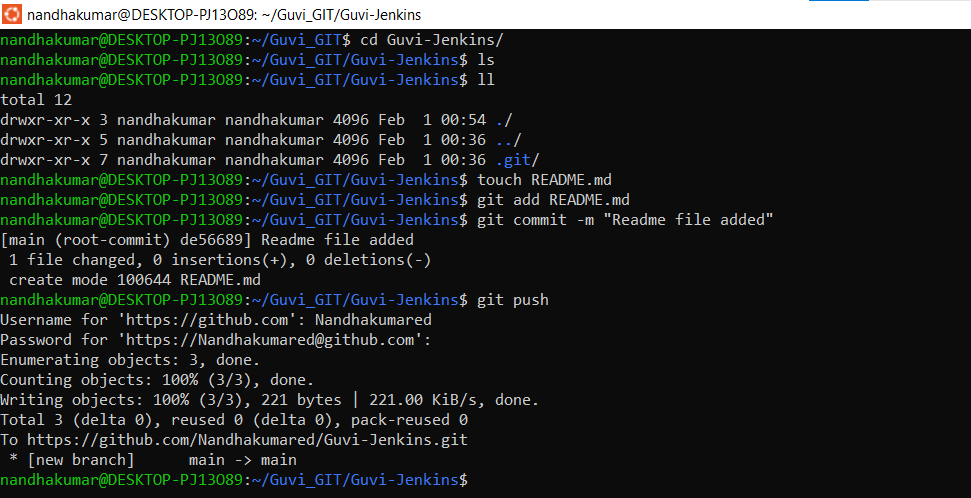 nandhakumar@DESKTOP-PJ13O89: ~/Guvi_GIT/Guvi-Jenkins
nandhakumar@DESKTOP-PJ13O89:~/Guvi_GIT$ cd Guvi-Jenkins/
nandhakumar@DESKTOP-PJ13O89:~/Guvi_GIT/Guvi-Jenkins$ ls
nandhakumar@DESKTOP-PJ13O89:~/Guvi_GIT/Guvi-Jenkins$ ll
total 12
drwxr-xr-x 3 nandhakumar nandhakumar 4096 Feb  1 00:54 ./
drwxr-xr-x 5 nandhakumar nandhakumar 4096 Feb  1 00:36 ../
drwxr-xr-x 7 nandhakumar nandhakumar 4096 Feb  1 00:36 .git/
nandhakumar@DESKTOP-PJ13O89:~/Guvi_GIT/Guvi-Jenkins$ touch README.md
nandhakumar@DESKTOP-PJ13O89:~/Guvi_GIT/Guvi-Jenkins$ git add README.md
nandhakumar@DESKTOP-PJ13O89:~/Guvi_GIT/Guvi-Jenkins$ git commit -m "Readme file added"
[main (root-commit) de56689] Readme file added
 1 file changed, 0 insertions(+), 0 deletions(-)
 create mode 100644 README.md
nandhakumar@DESKTOP-PJ13O89:~/Guvi_GIT/Guvi-Jenkins$ git push
Username for 'https://github.com': Nandhakumared
Password for 'https://Nandhakumared@github.com':
Enumerating objects: 3, done.
Counting objects: 100% (3/3), done.
Writing objects: 100% (3/3), 221 bytes | 221.00 KiB/s, done.
Total 3 (delta 0), reused 0 (delta 0), pack-reused 0
To https://github.com/Nandhakumared/Guvi-Jenkins.git
 * [new branch]      main -> main
nandhakumar@DESKTOP-PJ13O89:~/Guvi_GIT/Guvi-Jenkins$